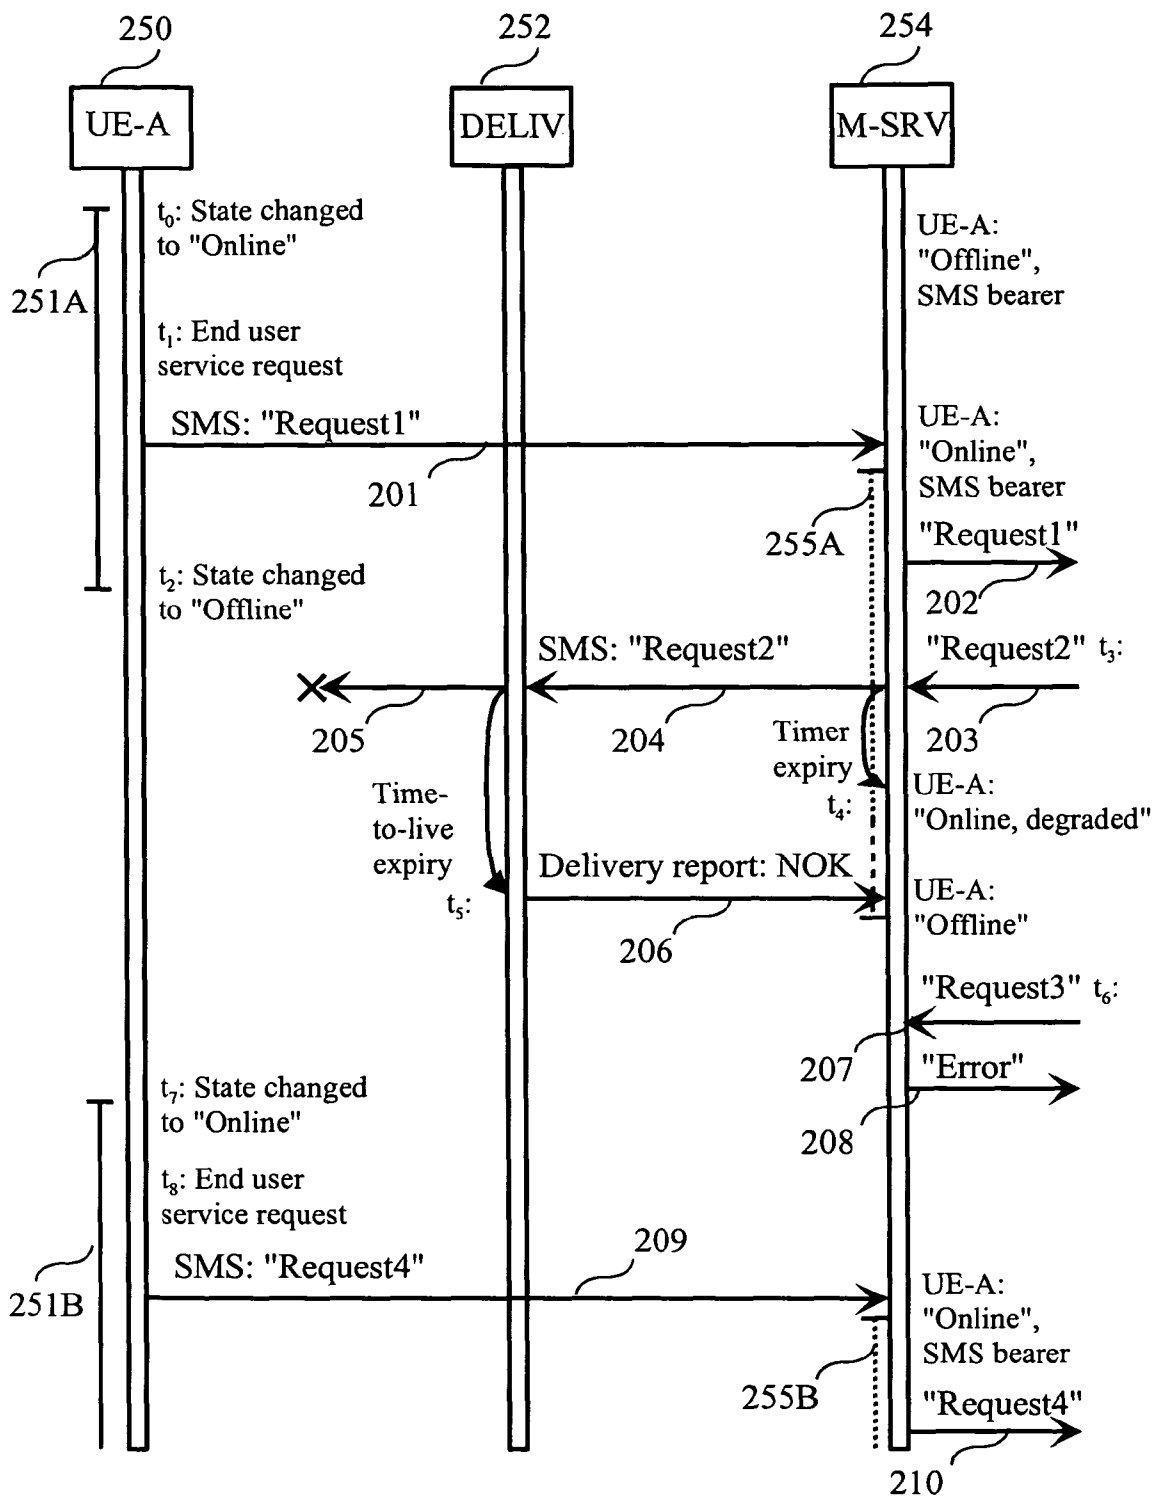 250
252
254
UE-A
DELIV
M-SRV
t0: State changed
to "Online"
UE-A:
"Offline",
SMS bearer
251A
t1: End user
service request
SMS: "Request1"
201
UE-A:
"Online",
SMS bearer
255A
"Request1"
202
t2: State changed
to "Offline"
SMS: "Request2"
"Request2" t3:
205
204
203
Timer
expiry
t4:
Time-
to-live
expiry
t5:
UE-A:
"Online, degraded"
Delivery report: NOK
206
UE-A:
"Offline"
"Request3" t6:
207
"Error"
208
t7: State changed
to "Online"
t8: End user
service request
251B
SMS: "Request4"
209
UE-A:
"Online",
SMS bearer
255B
"Request4"
210